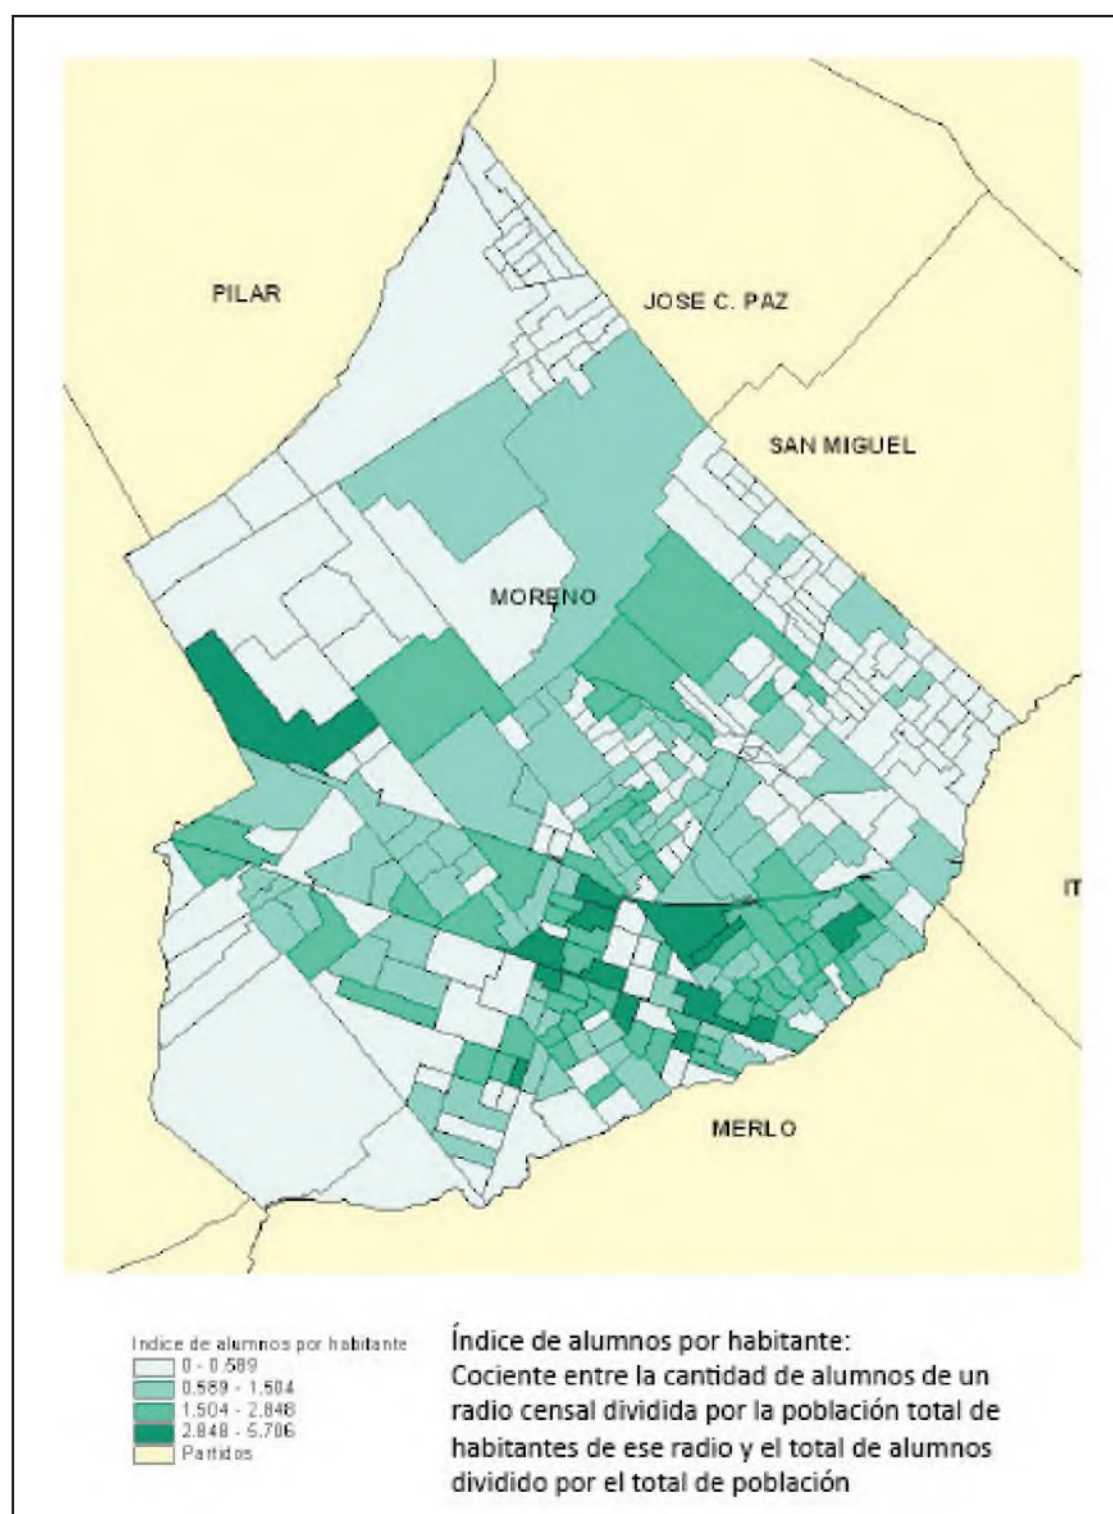 PILAR
JOSE C. PAZ
SAN MIGUEL
MORENO
IT
MERLO
Indice de alumnos por habitante
0 - 0.589
0.589 - 1.504
1.504 - 2.848
2.848 - 5.706
Partidos
Índice de alumnos por habitante:
Cociente entre la cantidad de alumnos de un
radio censal dividida por la población total de
habitantes de ese radio y el total de alumnos
dividido por el total de población